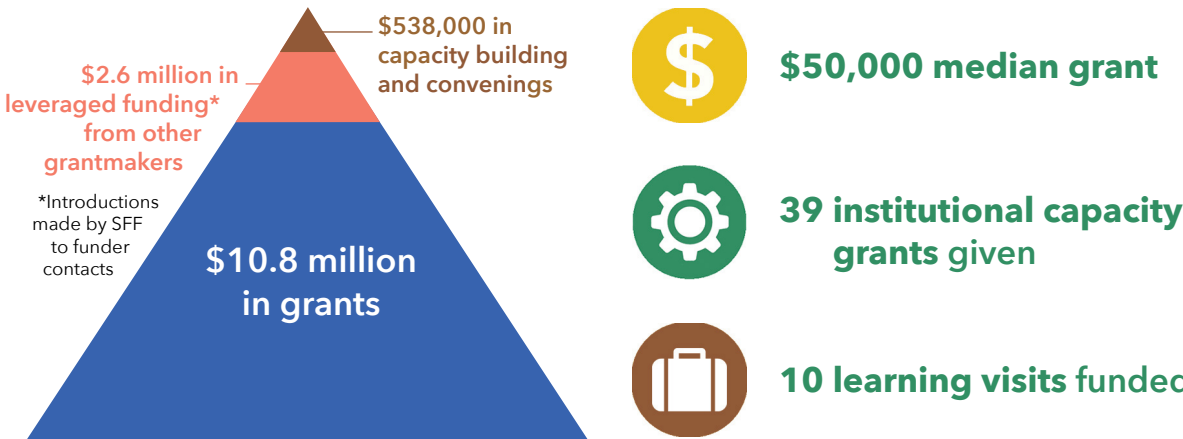 $538,000 in
capacity building
and convenings
$2.6 million in
leveraged funding*
from other
grantmakers
*Introductions
made by SFF
to funder
contacts
$10.8 million
in grants
$
$50,000 median grant
39 institutional capacity
grants given
10 learning visits funded